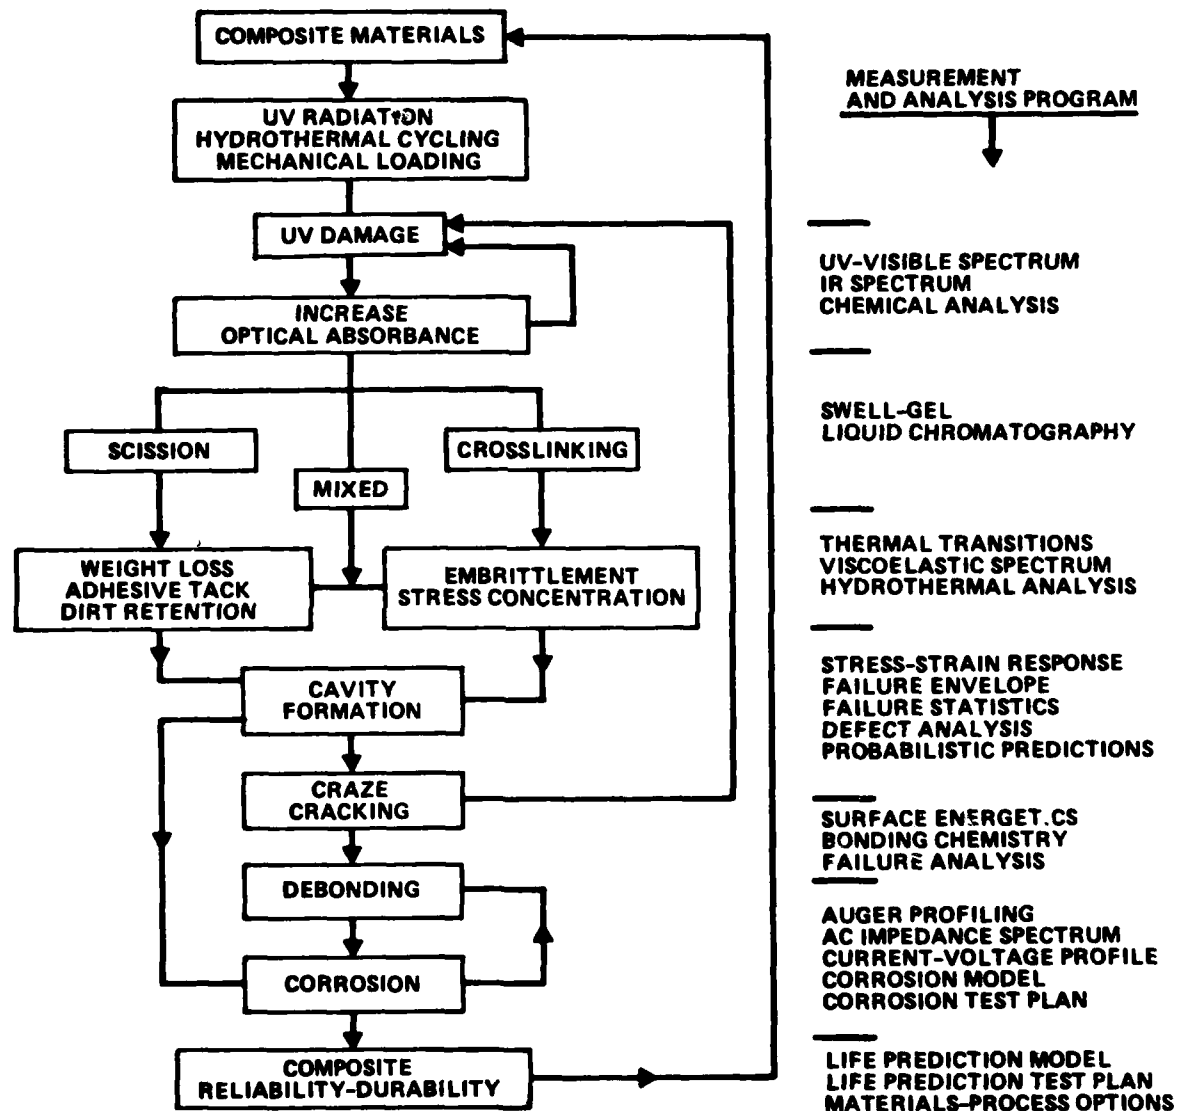 COMPOSITE MATERIALS
UV RADIATION
HYDROTHERMAL CYCLING
MECHANICAL LOADING
UV DAMAGE
INCREASE
OPTICAL ABSORBANCE
SCISSION
MIXED
CROSSLINKING
WEIGHT LOSS
ADHESIVE TACK
DIRT RETENTION
EMBRITTLEMENT
STRESS CONCENTRATION
CAVITY
FORMATION
CRAZE
CRACKING
DEBONDING
CORROSION
COMPOSITE
RELIABILITY-DURABILITY
MEASUREMENT
AND ANALYSIS PROGRAM
UV-VISIBLE SPECTRUM
IR SPECTRUM
CHEMICAL ANALYSIS
SWELL-GEL
LIQUID CHROMATOGRAPHY
THERMAL TRANSITIONS
VISCOELASTIC SPECTRUM
HYDROTHERMAL ANALYSIS
STRESS-STRAIN RESPONSE
FAILURE ENVELOPE
FAILURE STATISTICS
DEFECT ANALYSIS
PROBABILISTIC PREDICTIONS
SURFACE ENERGET.CS
BONDING CHEMISTRY
FAILURE ANALYSIS
AUGER PROFILING
AC IMPEDANCE SPECTRUM
CURRENT-VOLTAGE PROFILE
CORROSION MODEL
CORROSION TEST PLAN
LIFE PREDICTION MODEL
LIFE PREDICTION TEST PLAN
MATERIALS-PROCESS OPTIONS